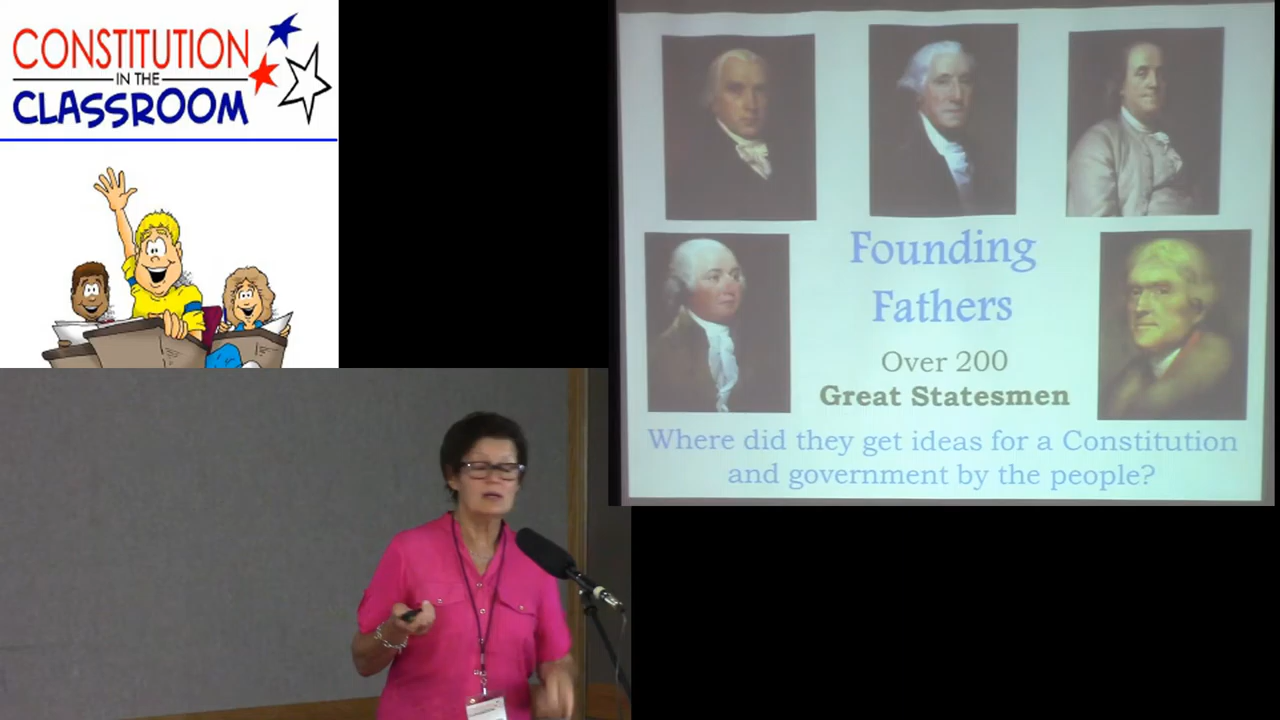 CONSTITUTION
IN THE
CLASSROOM
Founding
Fathers
Over 200
Great Statesmen
Where did they get ideas for a Constitution
and government by the people?